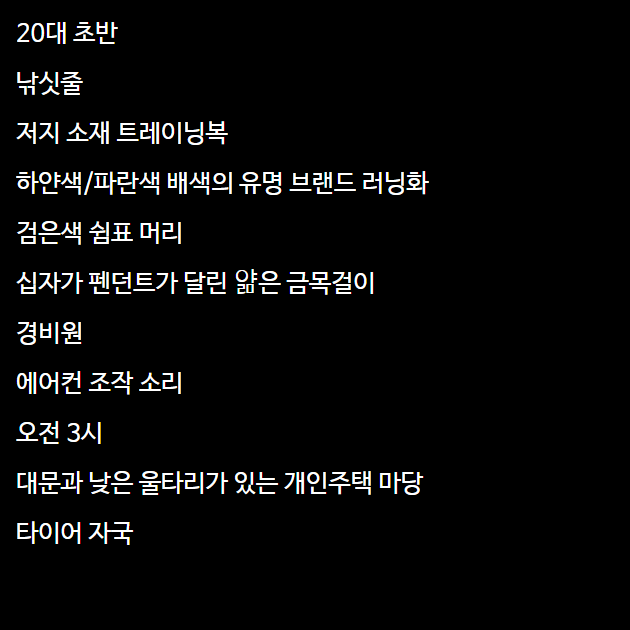 20대 초반
낚싯줄
저지 소재 트레이닝복
하얀색/파란색 배색의 유명 브랜드 러닝화
검은색 쉼표 머리
십자가 펜던트가 달린 얇은 금목걸이
경비원
에어컨 조작 소리
오전 3시
대문과 낮은 울타리가 있는 개인주택 마당
타이어 자국